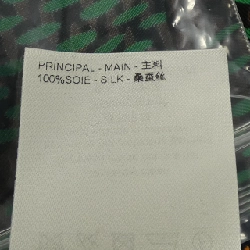 PRINCIPAL - MAIN - 主料
100%SOIE - SILK - 桑蚕丝